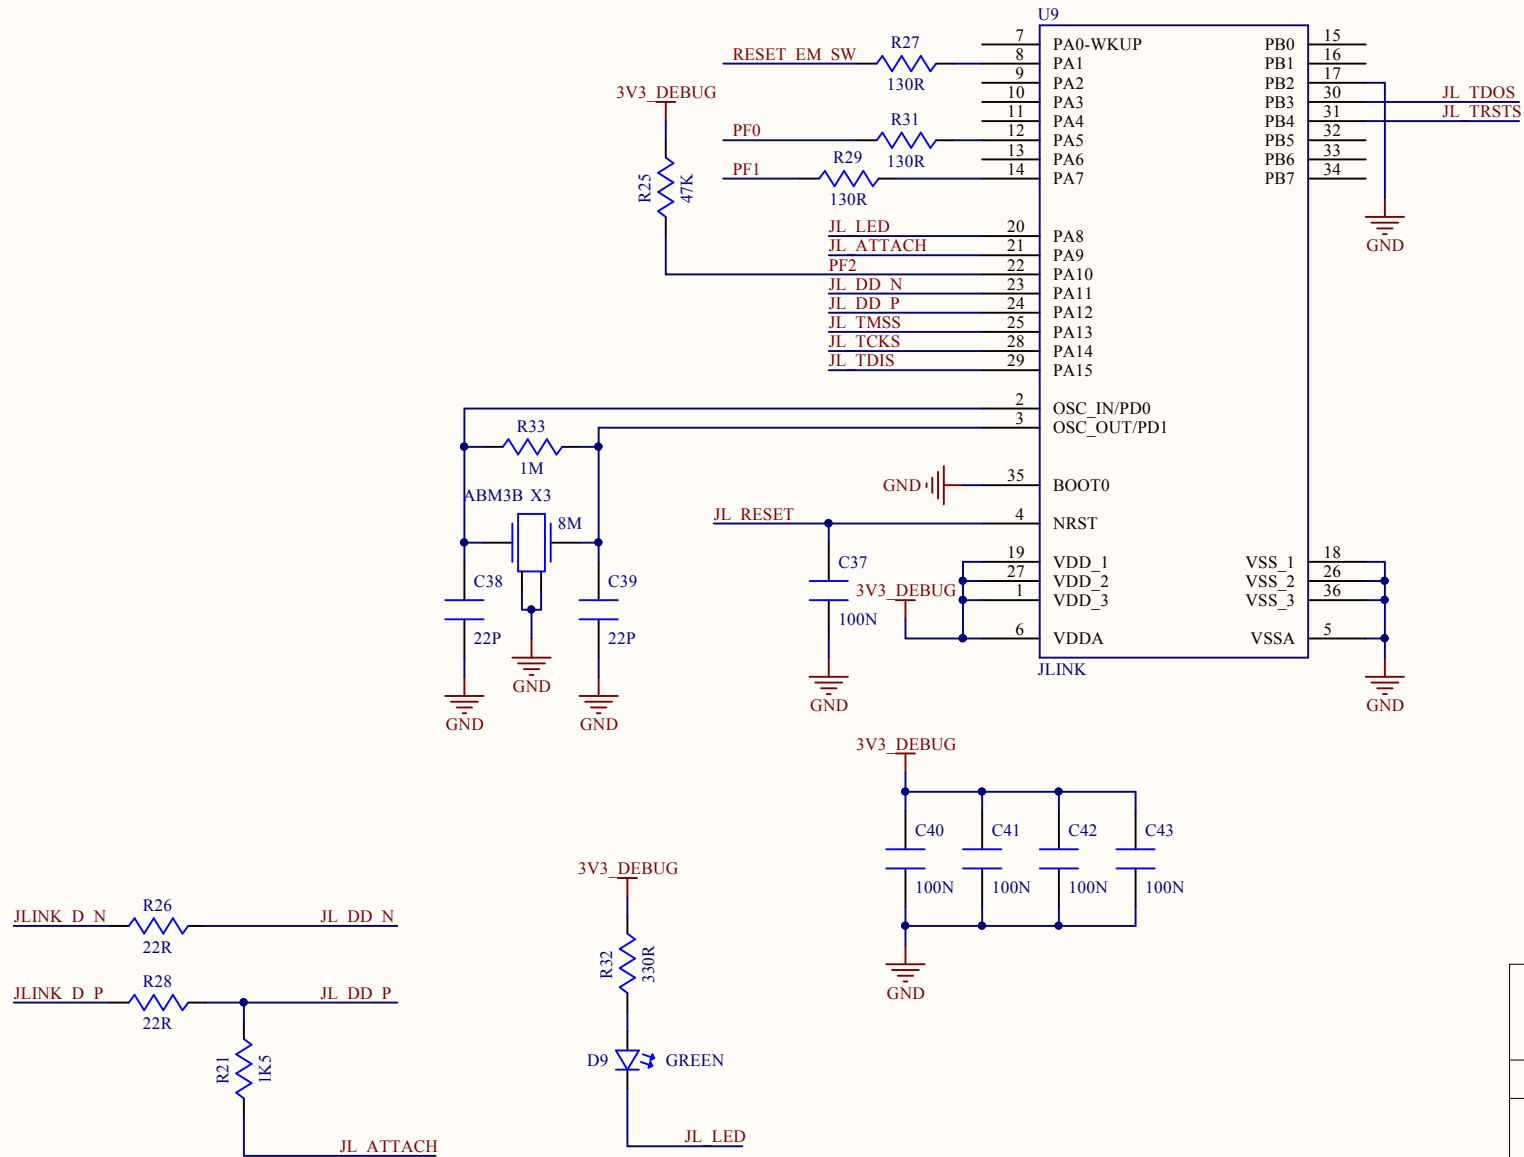 U9
7 PA0-WKUP PB0 15
RESET_EM_SW R27 130R 8 PA1 PB1 16
9 PA2 PB2 17
3V3_DEBUG 10 PA3 PB3 30 JL_TDOS
11 PA4 PB4 31 JL_TRSTS
PF0 R31 130R 12 PA5 PB5 32
13 PA6 PB6 33
PF1 R29 130R 14 PA7 PB7 34
R25 47K
GND
JL_LED 20 PA8
JL_ATTACH 21 PA9
PF2 22 PA10
JL_DD_N 23 PA11
JL_DD_P 24 PA12
JL_TMSS 25 PA13
JL_TCKS 28 PA14
JL_TDIS 29 PA15
2 OSC_IN/PD0
3 OSC_OUT/PD1
R33
1M
GND 35 BOOT0
ABM3B X3
8M
JL_RESET 4 NRST
C37
100N
GND
3V3_DEBUG
19 VDD_1 VSS_1 18
27 VDD_2 VSS_2 26
1 VDD_3 VSS_3 36
6 VDDA VSSA 5
JLINK
GND
C38
22P
GND
GND
C39
22P
GND
3V3_DEBUG
C40 C41 C42 C43
100N 100N 100N 100N
GND
JLINK_D_N R26 JL_DD_N
22R
JLINK_D_P R28 JL_DD_P
22R
R21 1K5
JL_ATTACH
3V3_DEBUG
R32 330R
D9 GREEN
JL_LED